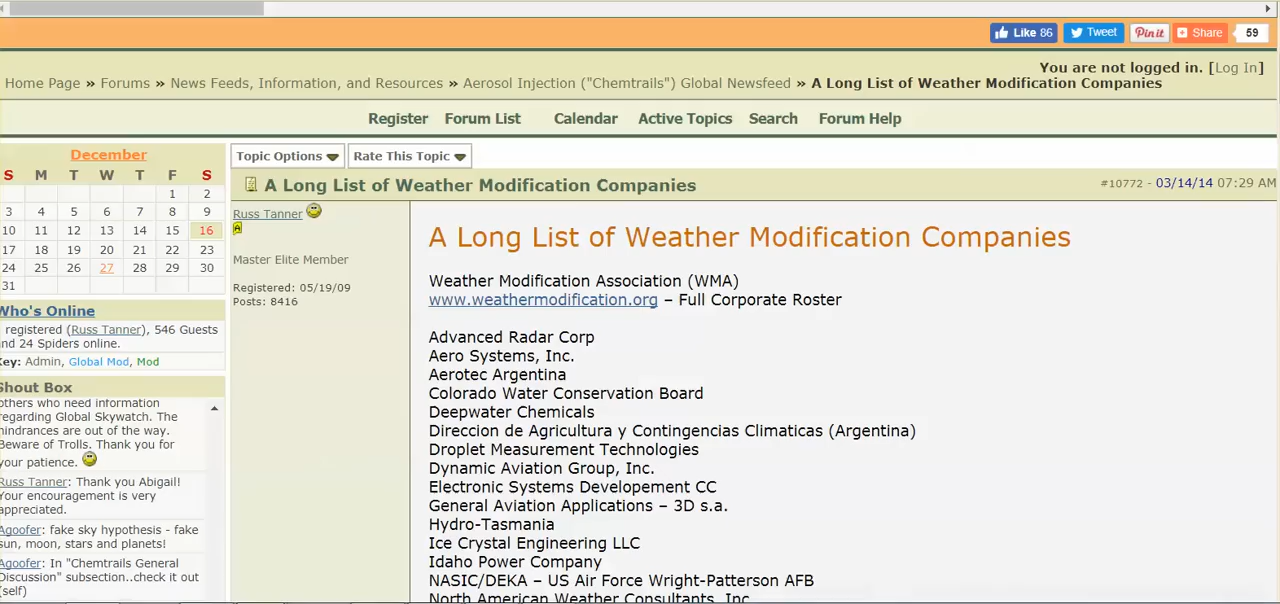 Like 86 Tweet Pinit Share 59
You are not logged in. [Log In]
Home Page » Forums » News Feeds, Information, and Resources » Aerosol Injection ("Chemtrails") Global Newsfeed » A Long List of Weather Modification Companies
Register Forum List Calendar Active Topics Search Forum Help
December
S M T W T F S
1 2
3 4 5 6 7 8 9
10 11 12 13 14 15 16
17 18 19 20 21 22 23
24 25 26 27 28 29 30
31
Who's Online
registered (Russ Tanner), 546 Guests
and 24 Spiders online.
Key: Admin, Global Mod, Mod
Shout Box
others who need information
regarding Global Skywatch. The
hindrances are out of the way.
Beware of Trolls. Thank you for
your patience.
Russ Tanner: Thank you Abigail!
Your encouragement is very
appreciated.
Agoofer: fake sky hypothesis - fake
sun, moon, stars and planets!
Agoofer: In "Chemtrails General
Discussion" subsection..check it out
(self)
Topic Options Rate This Topic
A Long List of Weather Modification Companies
#10772 - 03/14/14 07:29 AM
Russ Tanner
Master Elite Member
Registered: 05/19/09
Posts: 8416
A Long List of Weather Modification Companies
Weather Modification Association (WMA)
www.weathermodification.org – Full Corporate Roster
Advanced Radar Corp
Aero Systems, Inc.
Aerotec Argentina
Colorado Water Conservation Board
Deepwater Chemicals
Direccion de Agricultura y Contingencias Climaticas (Argentina)
Droplet Measurement Technologies
Dynamic Aviation Group, Inc.
Electronic Systems Developement CC
General Aviation Applications – 3D s.a.
Hydro-Tasmania
Ice Crystal Engineering LLC
Idaho Power Company
NASIC/DEKA – US Air Force Wright-Patterson AFB
North American Weather Consultants, Inc.